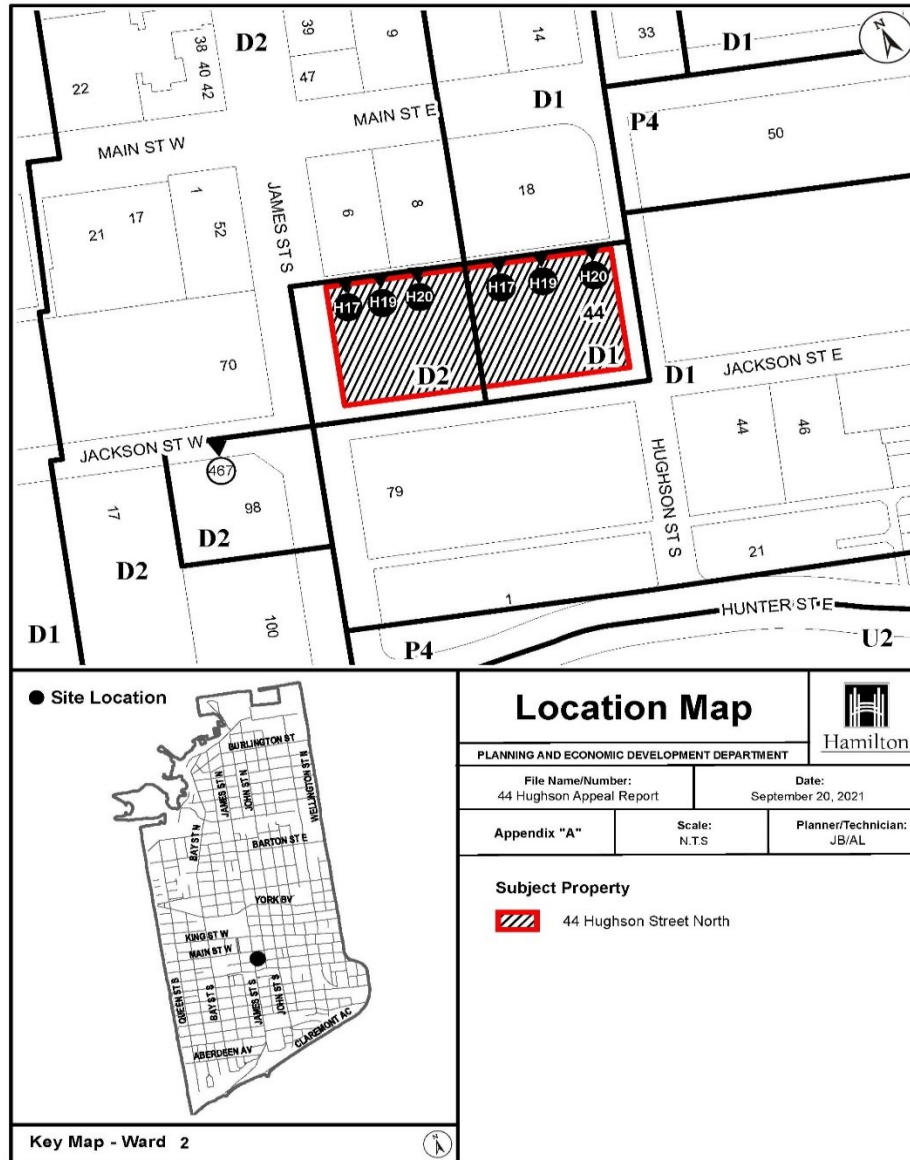 D2
39
9
14
33
D1
N
38
40
42
47
22
D1
P4
50
MAIN ST W
MAIN ST E
JAMES ST S
6
8
18
21
17
1
52
H17
H19
H20
H17
H19
H20
44
70
D2
D1
D1
JACKSON ST E
JACKSON ST W
467
98
79
HUGHSON ST S
44
46
17
D2
D2
21
1
HUNTER ST E
D1
100
P4
U2
Site Location
BURLINGTON ST
JAMES ST N
JOHN ST N
WELLINGTON ST N
BAY ST N
BARTON ST E
YORK BV
KING ST W
MAIN ST W
QUEEN ST S
BAY ST S
JAMES ST S
JOHN ST S
CLAREMONT AC
ABERDEEN AV
Key Map - Ward 2
N
Location Map
Hamilton
PLANNING AND ECONOMIC DEVELOPMENT DEPARTMENT
File Name/Number:
44 Hughson Appeal Report
Date:
September 20, 2021
Appendix "A"
Scale:
N.T.S
Planner/Technician:
JB/AL
Subject Property
44 Hughson Street North